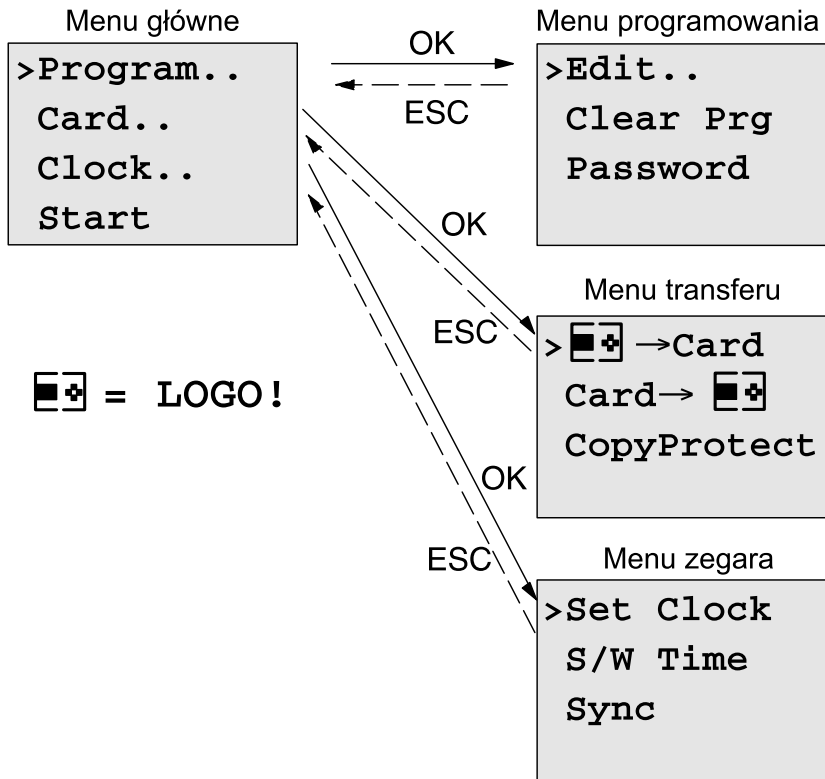 Menu główne
>Program..
Card..
Clock..
Start
OK
ESC
Menu programowania
>Edit..
Clear Prg
Password
OK
ESC
Menu transferu
> →Card
Card→
CopyProtect
= LOGO!
OK
ESC
Menu zegara
>Set Clock
S/W Time
Sync